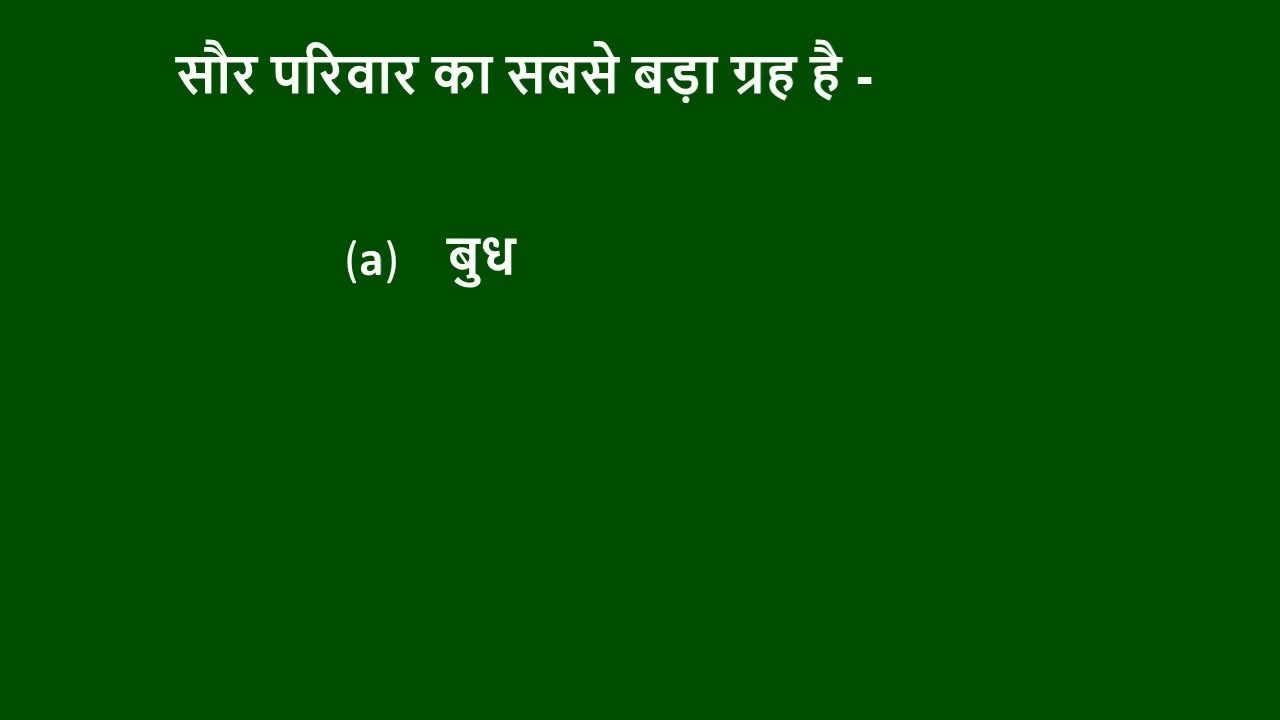 सौर परिवार का सबसे बड़ा ग्रह है -
(a) बुध